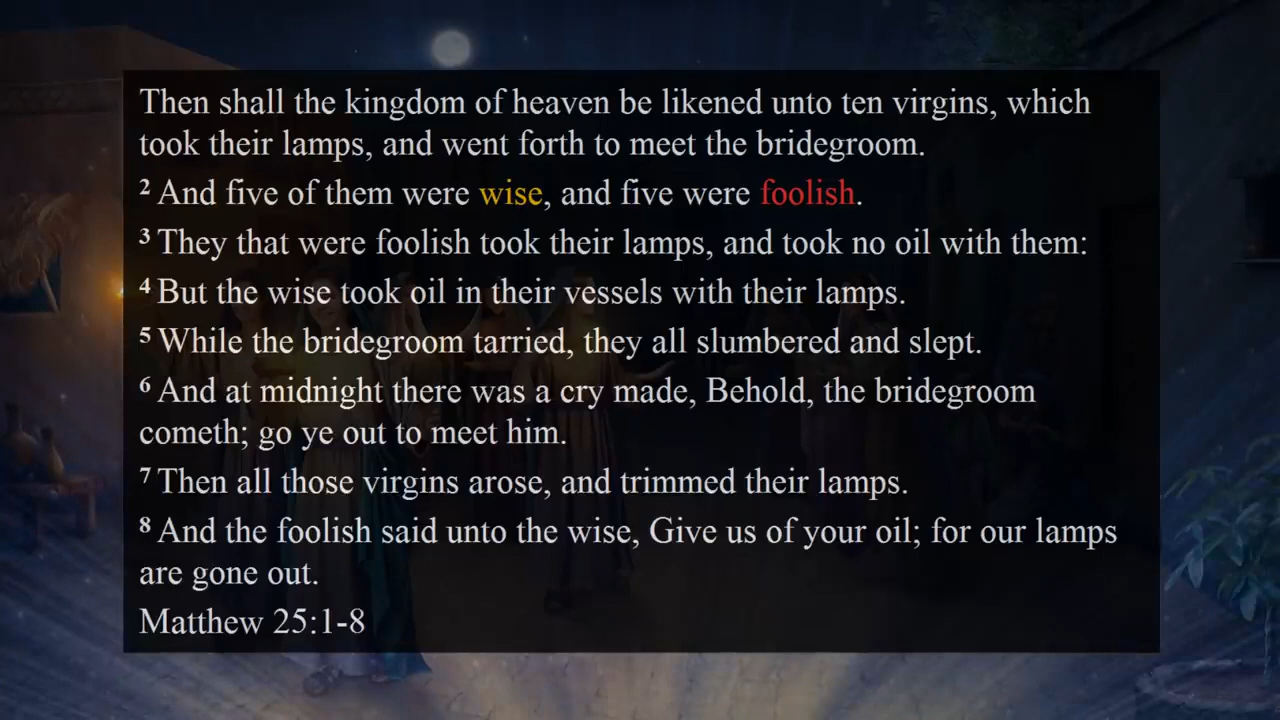 Then shall the kingdom of heaven be likened unto ten virgins, which
took their lamps, and went forth to meet the bridegroom.
2 And five of them were wise, and five were foolish.
3 They that were foolish took their lamps, and took no oil with them:
4 But the wise took oil in their vessels with their lamps.
5 While the bridegroom tarried, they all slumbered and slept.
6 And at midnight there was a cry made, Behold, the bridegroom
cometh; go ye out to meet him.
7 Then all those virgins arose, and trimmed their lamps.
8 And the foolish said unto the wise, Give us of your oil; for our lamps
are gone out.
Matthew 25:1-8